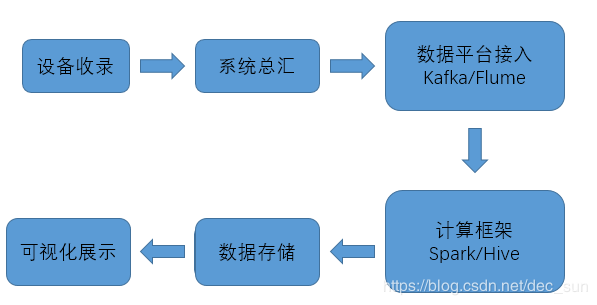 设备收录
系统总汇
数据平台接入
Kafka/Flume
计算框架
Spark/Hive
数据存储
可视化展示
https://blog.csdn.net/dec_sun